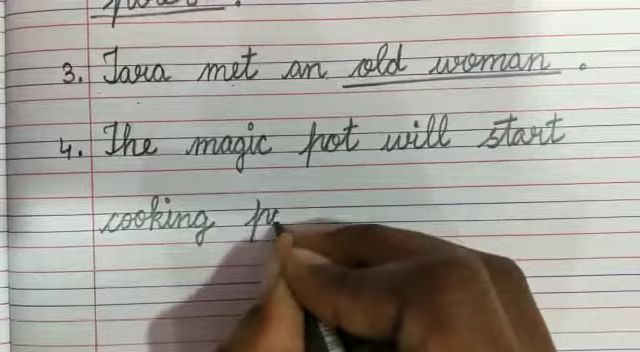 3. Tara met an old woman.
4. The magic pot will start
cooking